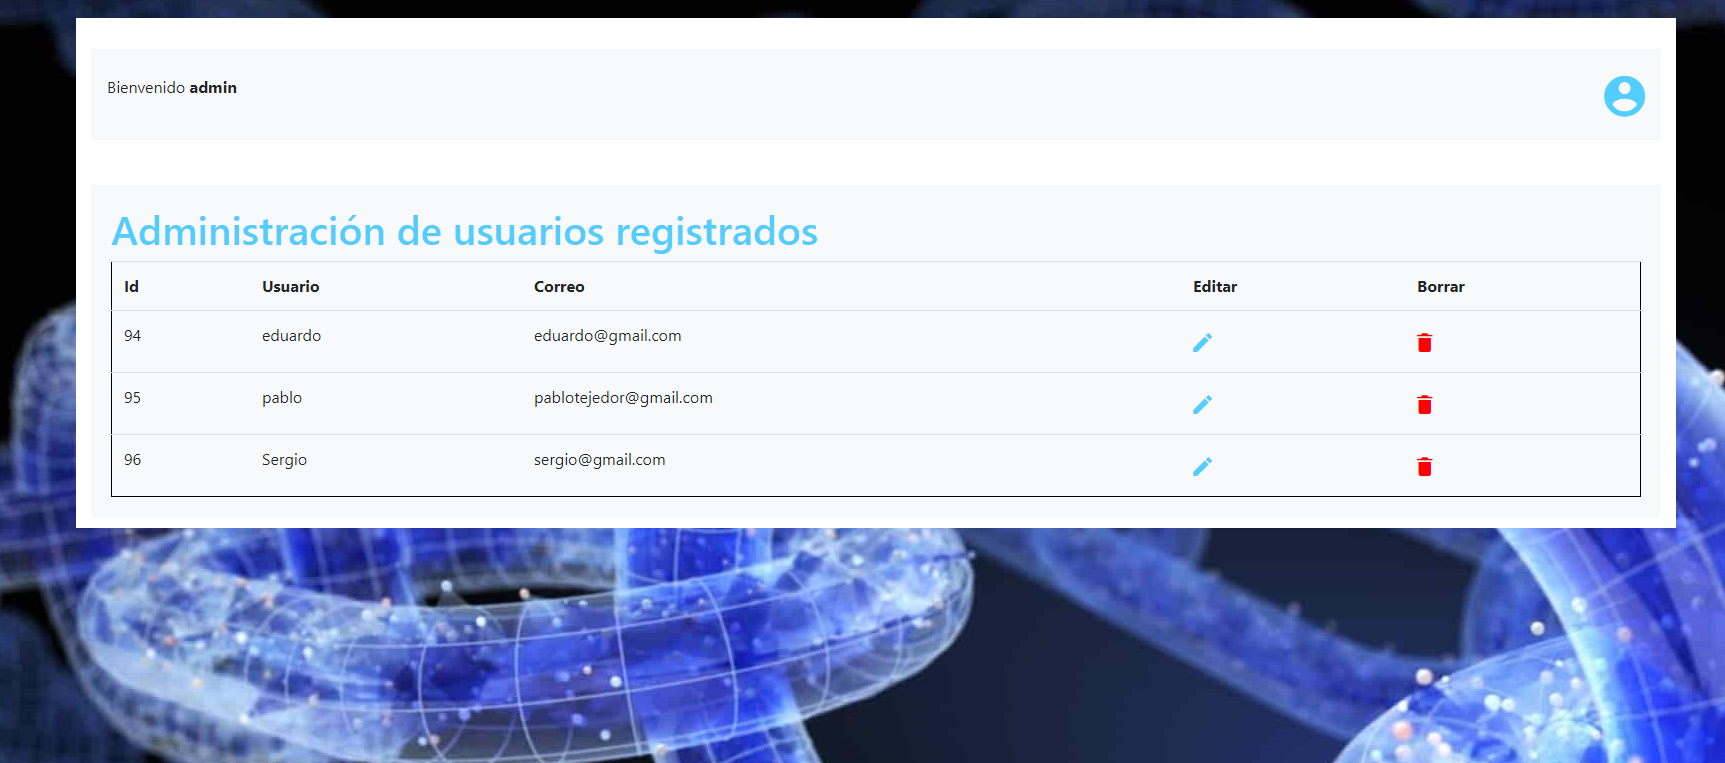 Bienvenido admin
Administración de usuarios registrados
Id Usuario Correo Editar Borrar
94 eduardo eduardo@gmail.com
95 pablo pablotejedor@gmail.com
96 Sergio sergio@gmail.com